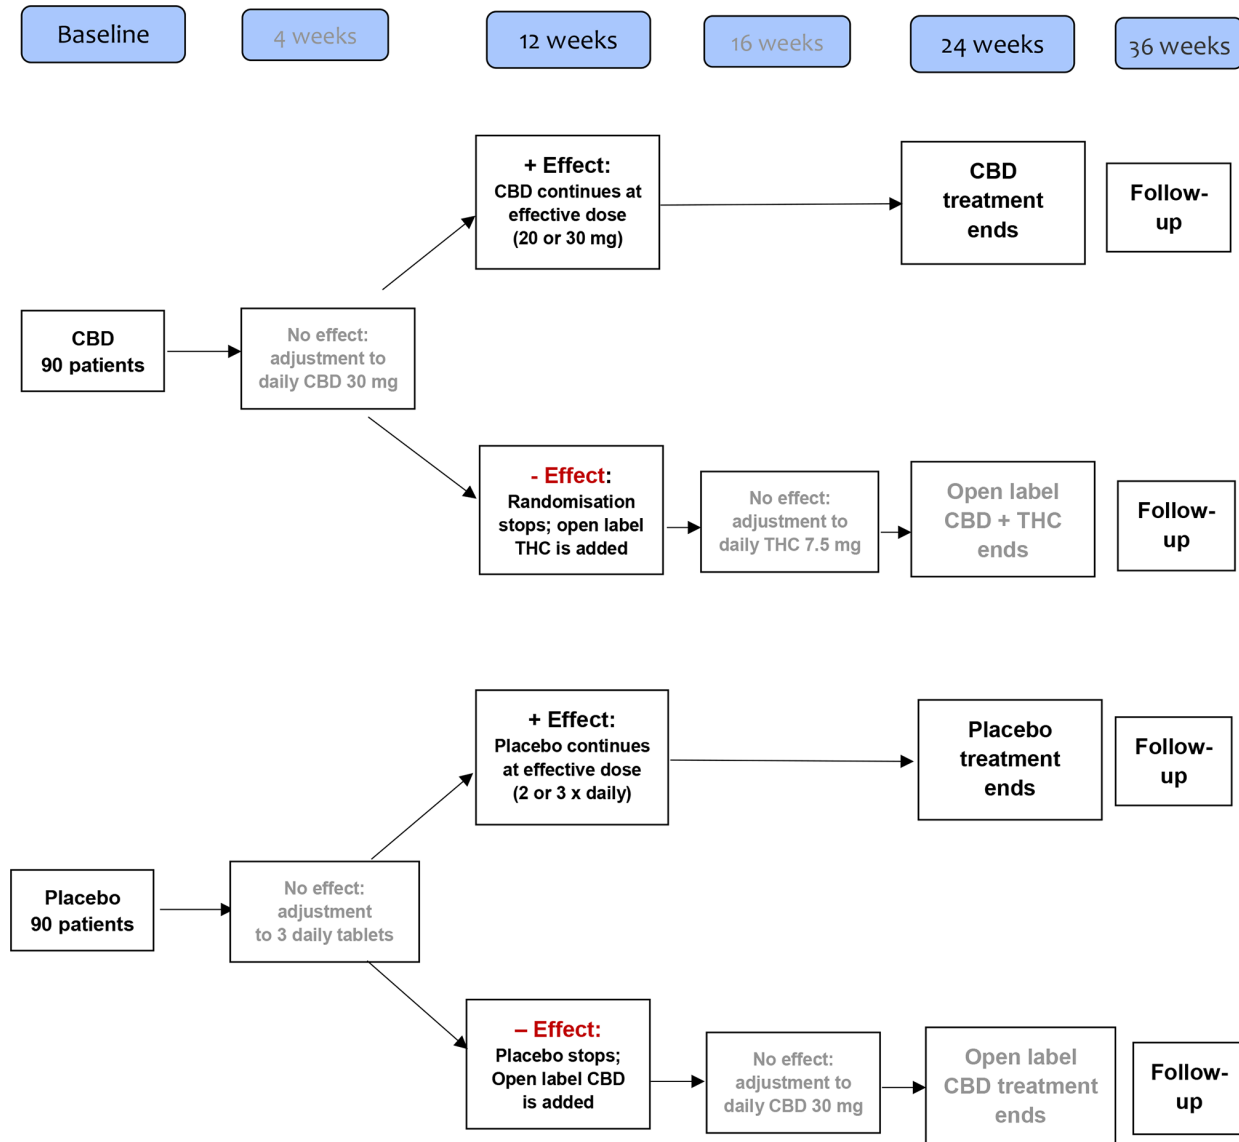 Baseline
4 weeks
12 weeks
16 weeks
24 weeks
36 weeks
+ Effect:
CBD continues at
effective dose
(20 or 30 mg)
CBD
treatment
ends
Follow-
up
CBD
90 patients
No effect:
adjustment to
daily CBD 30 mg
- Effect:
Randomisation
stops; open label
THC is added
No effect:
adjustment to
daily THC 7.5 mg
Open label
CBD + THC
ends
Follow-
up
+ Effect:
Placebo continues
at effective dose
(2 or 3 x daily)
Placebo
treatment
ends
Follow-
up
Placebo
90 patients
No effect:
adjustment
to 3 daily tablets
– Effect:
Placebo stops;
Open label CBD
is added
No effect:
adjustment to
daily CBD 30 mg
Open label
CBD treatment
ends
Follow-
up